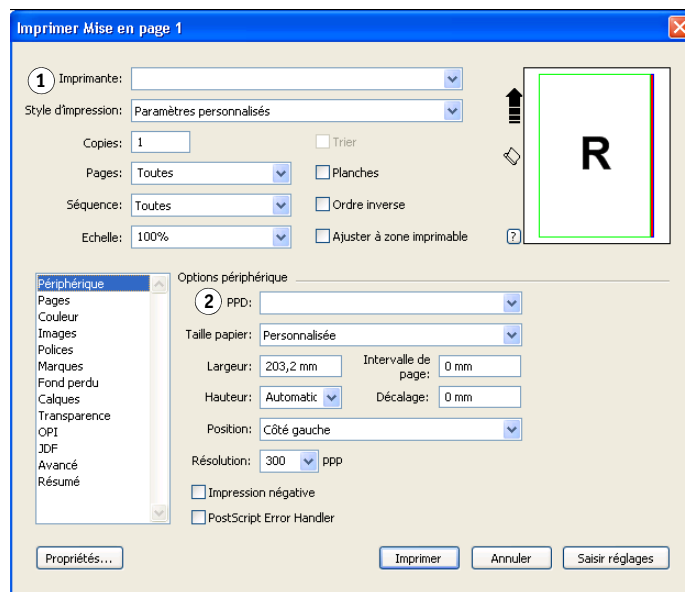 Imprimer Mise en page 1
1 Imprimante:
Style d'impression: Paramètres personnalisés
Copies: 1 Trier
Pages: Toutes Planches
Séquence: Toutes Ordre inverse
Echelle: 100% Ajuster à zone imprimable ?
R
Périphérique
Pages
Couleur
Images
Polices
Marques
Fond perdu
Calques
Transparence
OPI
JDF
Avancé
Résumé
Options périphérique
2 PPD:
Taille papier: Personnalisée
Largeur: 203,2 mm Intervalle de page: 0 mm
Hauteur: Automatic Décalage: 0 mm
Position: Côté gauche
Résolution: 300 ppp
Impression négative
PostScript Error Handler
Propriétés... Imprimer Annuler Saisir réglages